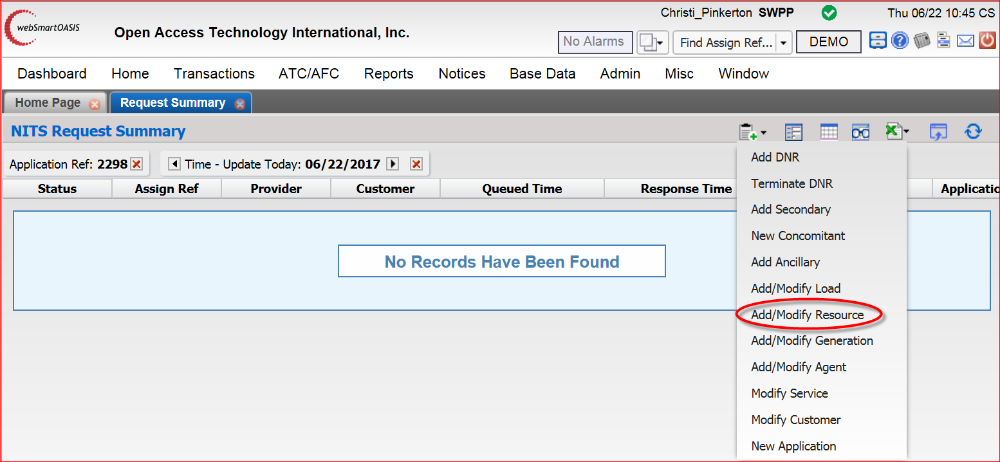 Christi_Pinkerton SWPP Thu 06/22 10:45 CS
webSmartOASIS
Open Access Technology International, Inc.
No Alarms Find Assign Ref... DEMO
Dashboard Home Transactions ATC/AFC Reports Notices Base Data Admin Misc Window
Home Page Request Summary
NITS Request Summary
Application Ref: 2298 Time - Update Today: 06/22/2017
Status Assign Ref Provider Customer Queued Time Response Time Applicatio
No Records Have Been Found
Add DNR
Terminate DNR
Add Secondary
New Concomitant
Add Ancillary
Add/Modify Load
Add/Modify Resource
Add/Modify Generation
Add/Modify Agent
Modify Service
Modify Customer
New Application